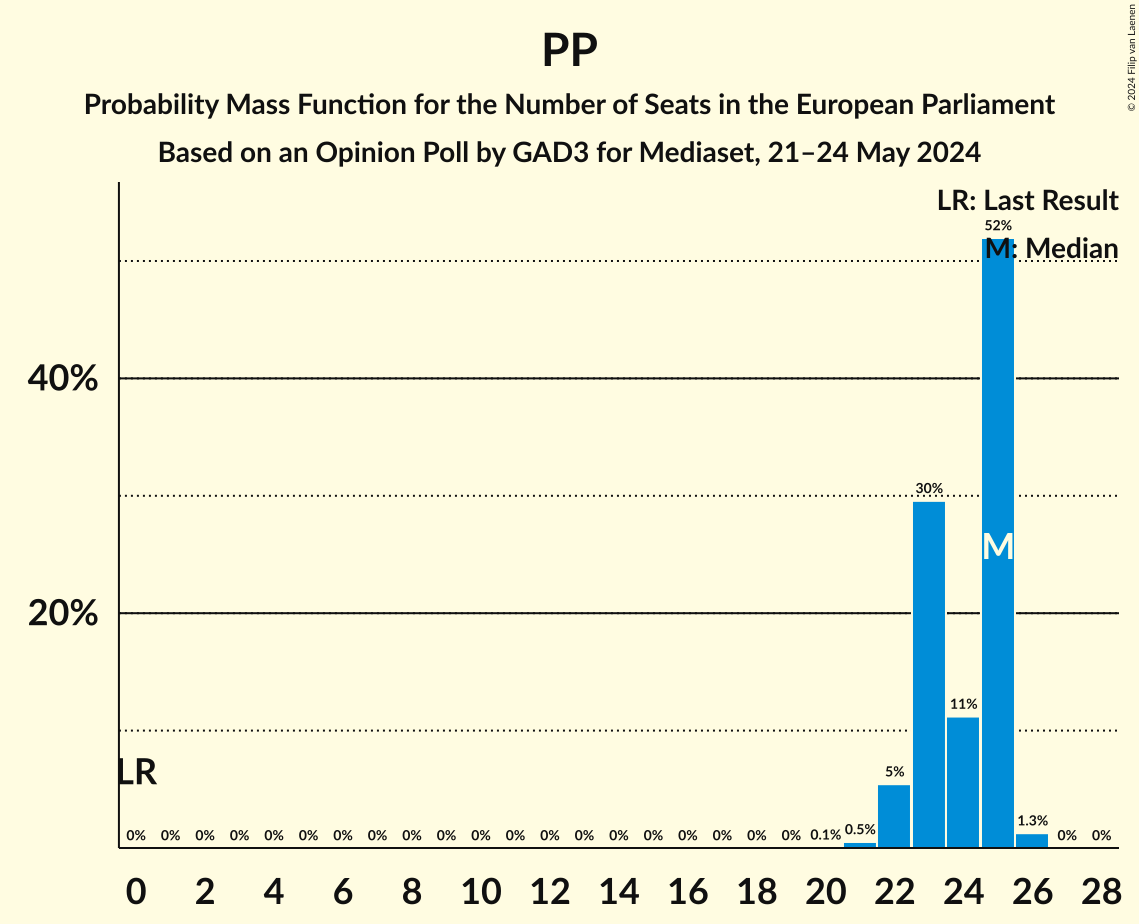 PP
Probability Mass Function for the Number of Seats in the European Parliament
Based on an Opinion Poll by GAD3 for Mediaset, 21–24 May 2024
© 2024 Filip van Laenen
LR: Last Result
52%
M: Median
40%
30%
M
20%
11%
LR
5%
0% 0% 0% 0% 0% 0% 0% 0% 0% 0% 0% 0% 0% 0% 0% 0% 0% 0% 0% 0% 0.1% 0.5% 1.3% 0% 0%
0 2 4 6 8 10 12 14 16 18 20 22 24 26 28